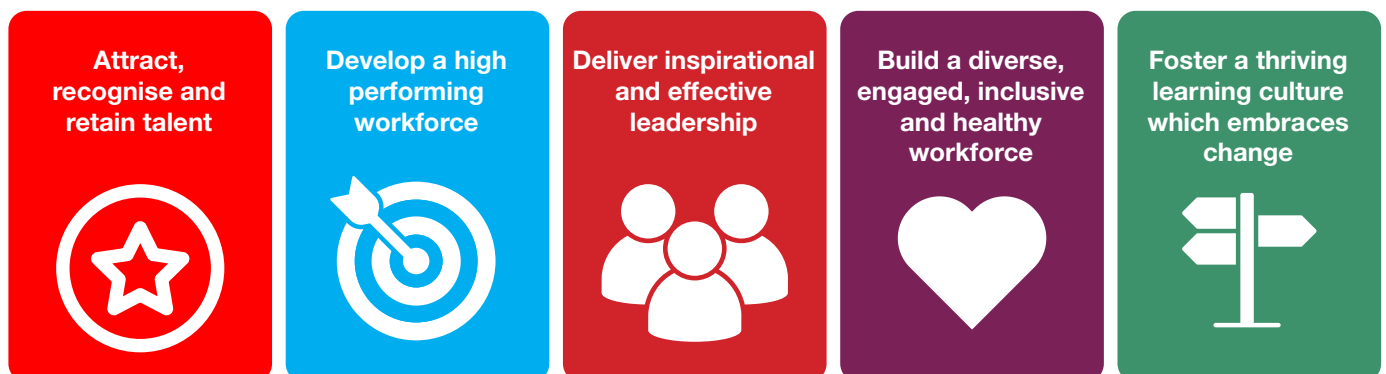 Attract,
recognise and
retain talent
Develop a high
performing
workforce
Deliver inspirational
and effective
leadership
Build a diverse,
engaged, inclusive
and healthy
workforce
Foster a thriving
learning culture
which embraces
change